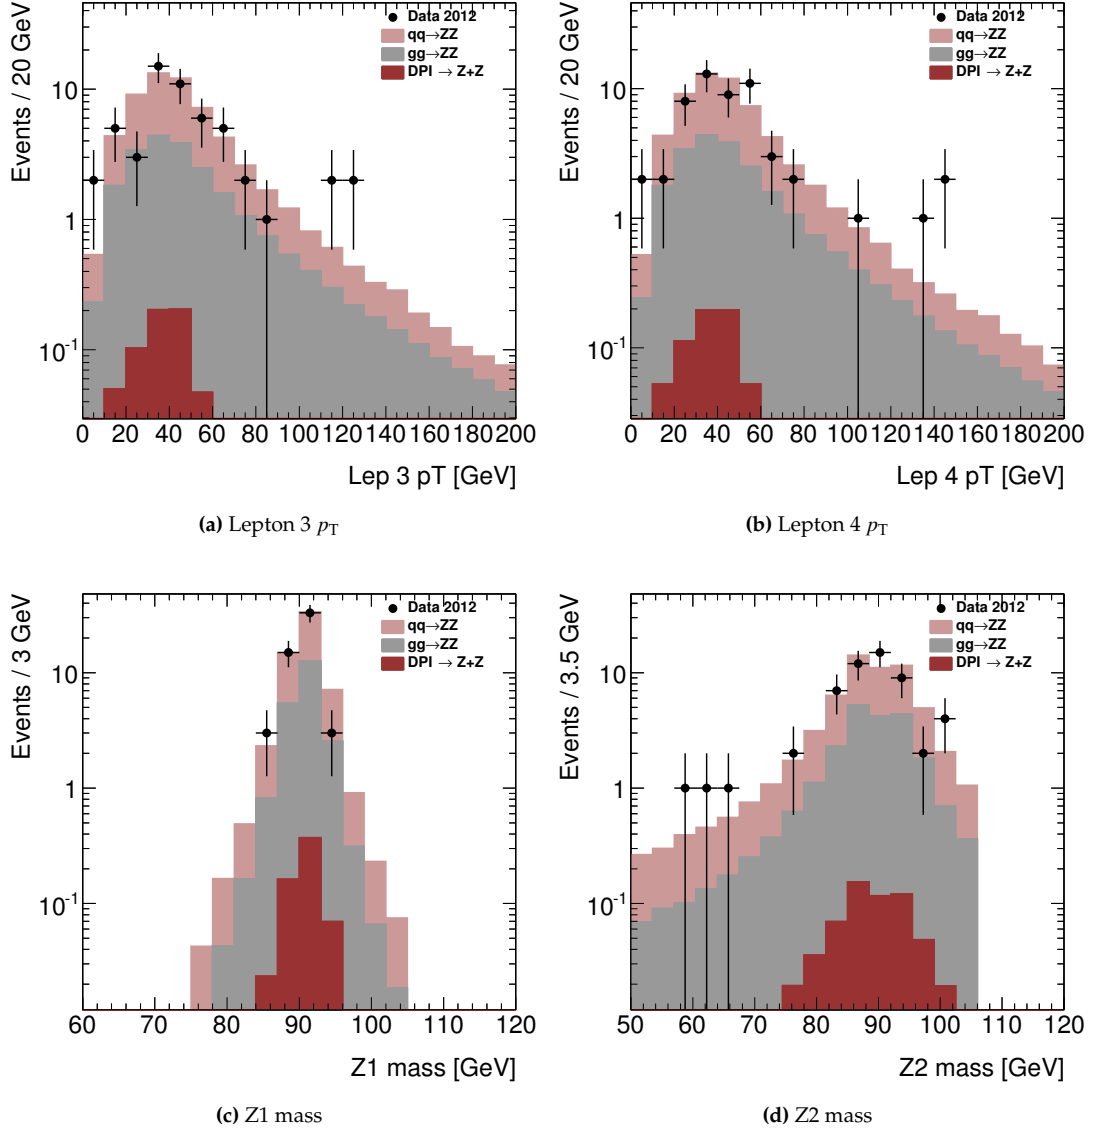 Events / 20 GeV
10
1
10⁻¹
Data 2012
qq→ZZ
gg→ZZ
DPI → Z+Z
0 20 40 60 80 100 120 140 160 180 200
Lep 3 pT [GeV]
(a) Lepton 3 pT
Events / 20 GeV
10
1
10⁻¹
Data 2012
qq→ZZ
gg→ZZ
DPI → Z+Z
0 20 40 60 80 100 120 140 160 180 200
Lep 4 pT [GeV]
(b) Lepton 4 pT
Events / 3 GeV
10
1
10⁻¹
Data 2012
qq→ZZ
gg→ZZ
DPI → Z+Z
60 70 80 90 100 110 120
Z1 mass [GeV]
(c) Z1 mass
Events / 3.5 GeV
10
1
10⁻¹
Data 2012
qq→ZZ
gg→ZZ
DPI → Z+Z
50 60 70 80 90 100 110 120
Z2 mass [GeV]
(d) Z2 mass